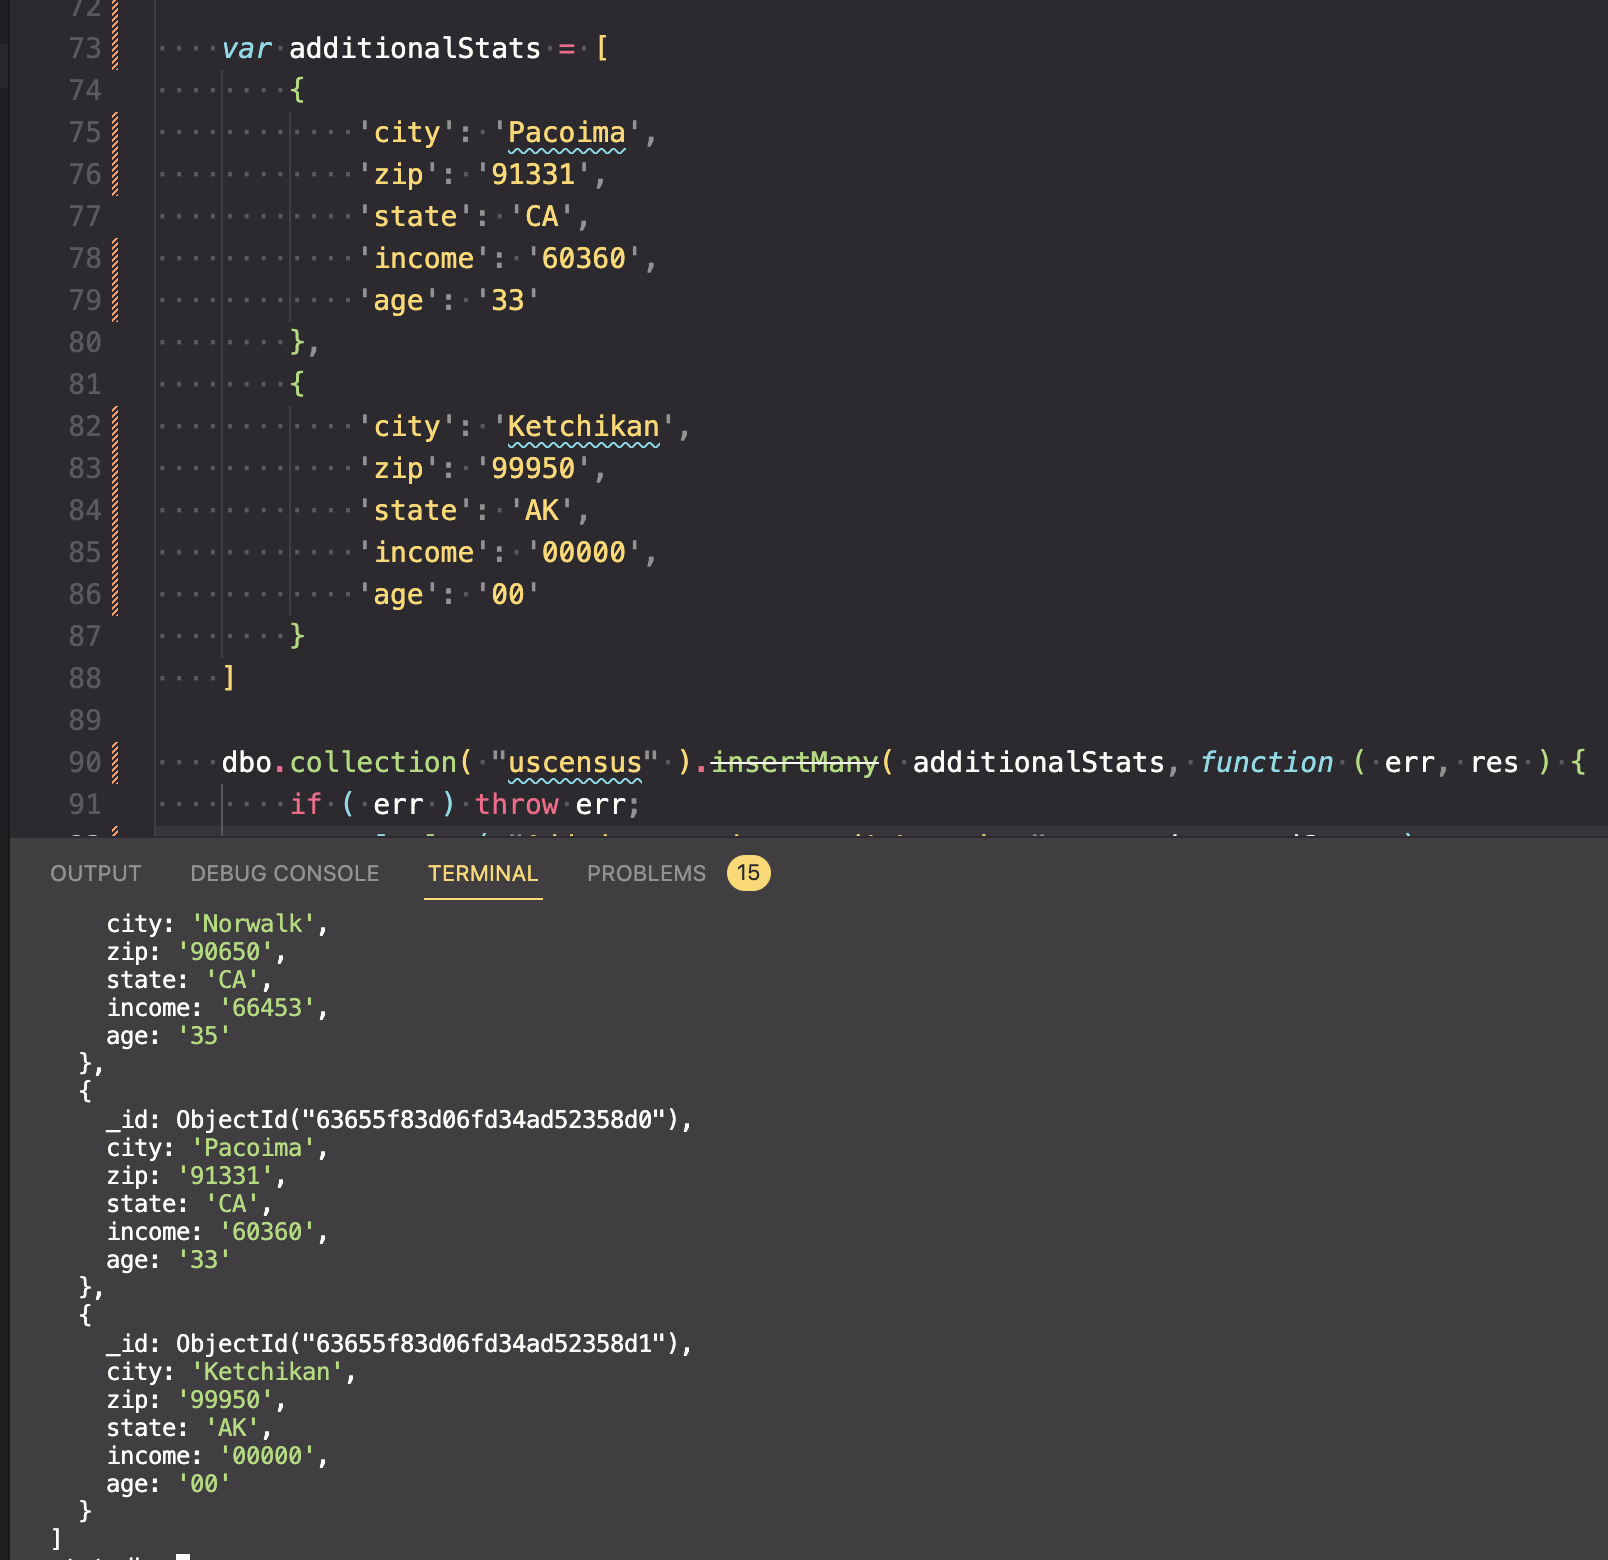 72
73 var additionalStats = [
74 {
75 'city': 'Pacoima',
76 'zip': '91331',
77 'state': 'CA',
78 'income': '60360',
79 'age': '33'
80 },
81 {
82 'city': 'Ketchikan',
83 'zip': '99950',
84 'state': 'AK',
85 'income': '00000',
86 'age': '00'
87 }
88 ]
89
90 dbo.collection( "uscensus" ).insertMany( additionalStats, function ( err, res ) {
91 if ( err ) throw err;
OUTPUT DEBUG CONSOLE TERMINAL PROBLEMS 15
city: 'Norwalk',
zip: '90650',
state: 'CA',
income: '66453',
age: '35'
},
{
_id: ObjectId("63655f83d06fd34ad52358d0"),
city: 'Pacoima',
zip: '91331',
state: 'CA',
income: '60360',
age: '33'
},
{
_id: ObjectId("63655f83d06fd34ad52358d1"),
city: 'Ketchikan',
zip: '99950',
state: 'AK',
income: '00000',
age: '00'
}
]